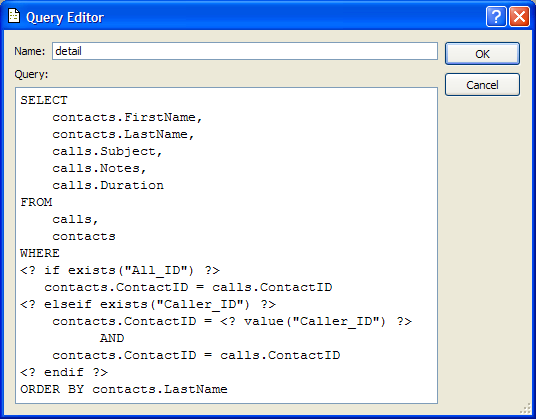 Query Editor
Name: detail
OK
Query:
Cancel
SELECT
    contacts.FirstName,
    contacts.LastName,
    calls.Subject,
    calls.Notes,
    calls.Duration
FROM
    calls,
    contacts
WHERE
<? if exists("All_ID") ?>
   contacts.ContactID = calls.ContactID
<? elseif exists("Caller_ID") ?>
    contacts.ContactID = <? value("Caller_ID") ?>
          AND
    contacts.ContactID = calls.ContactID
<? endif ?>
ORDER BY contacts.LastName